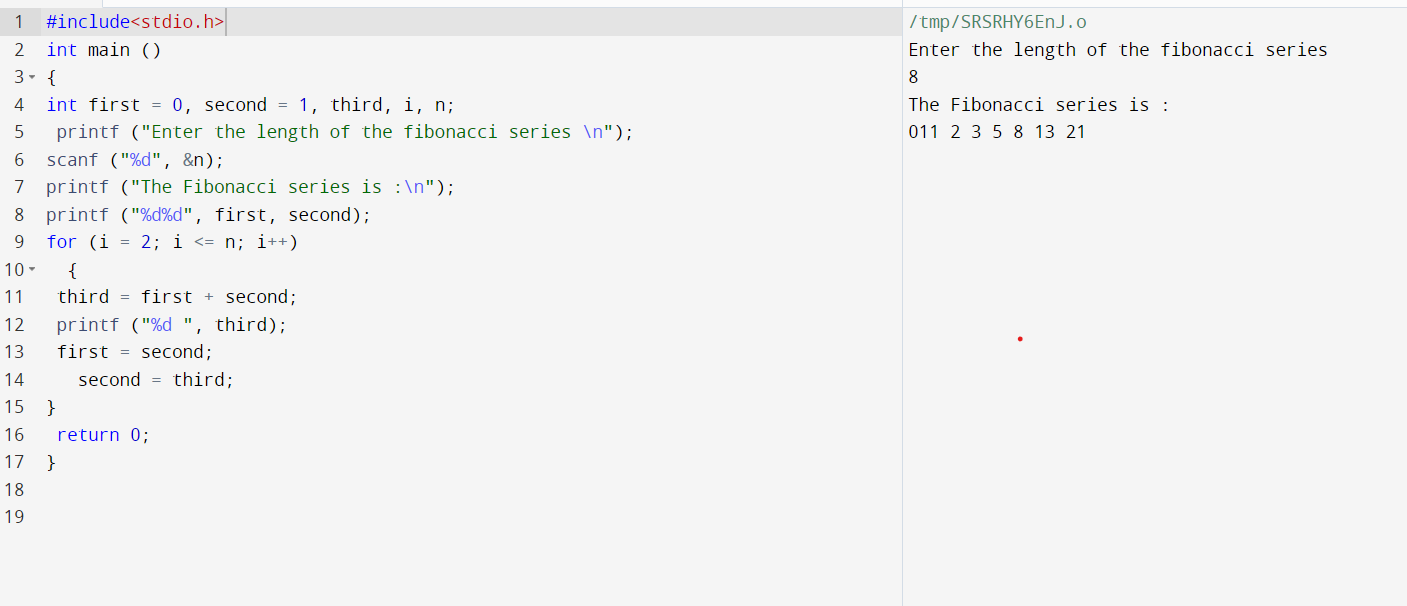 1 #include<stdio.h>
2 int main ()
3 {
4 int first = 0, second = 1, third, i, n;
5 printf ("Enter the length of the fibonacci series \n");
6 scanf ("%d", &n);
7 printf ("The Fibonacci series is :\n");
8 printf ("%d%d", first, second);
9 for (i = 2; i <= n; i++)
10 {
11 third = first + second;
12 printf ("%d ", third);
13 first = second;
14 second = third;
15 }
16 return 0;
17 }
18
19
/tmp/SRSRHY6EnJ.o
Enter the length of the fibonacci series
8
The Fibonacci series is :
011 2 3 5 8 13 21